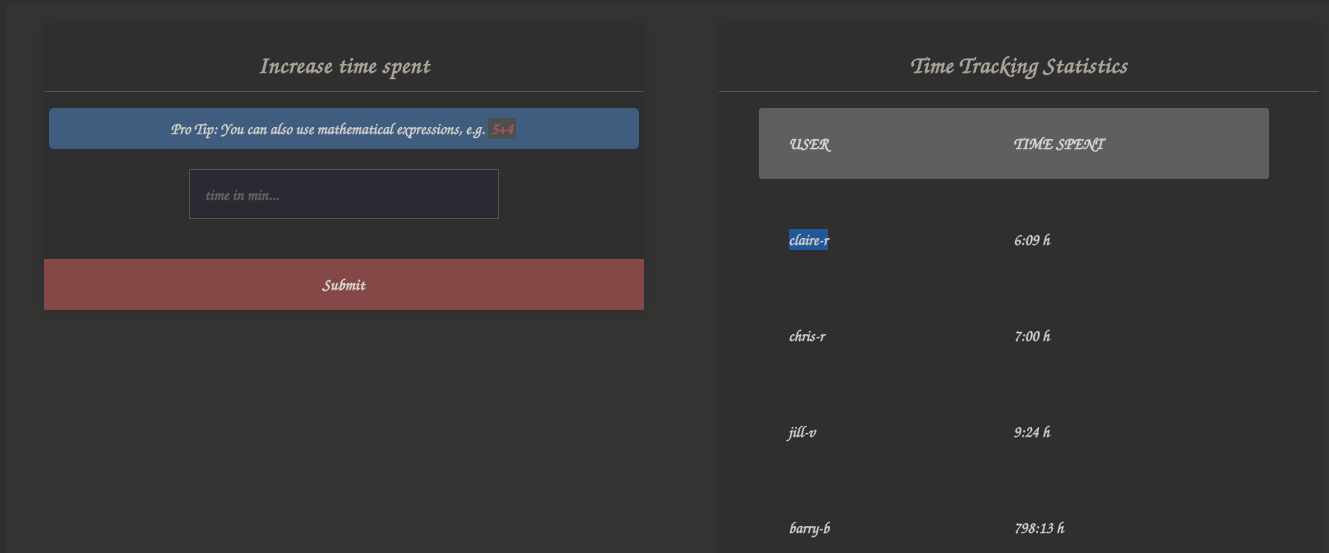 Increase time spent
Pro Tip: You can also use mathematical expressions, e.g. 5+4
time in min...
Submit
Time Tracking Statistics
USER TIME SPENT
claire-r 6:09 h
chris-r 7:00 h
jill-v 9:24 h
barry-b 798:13 h